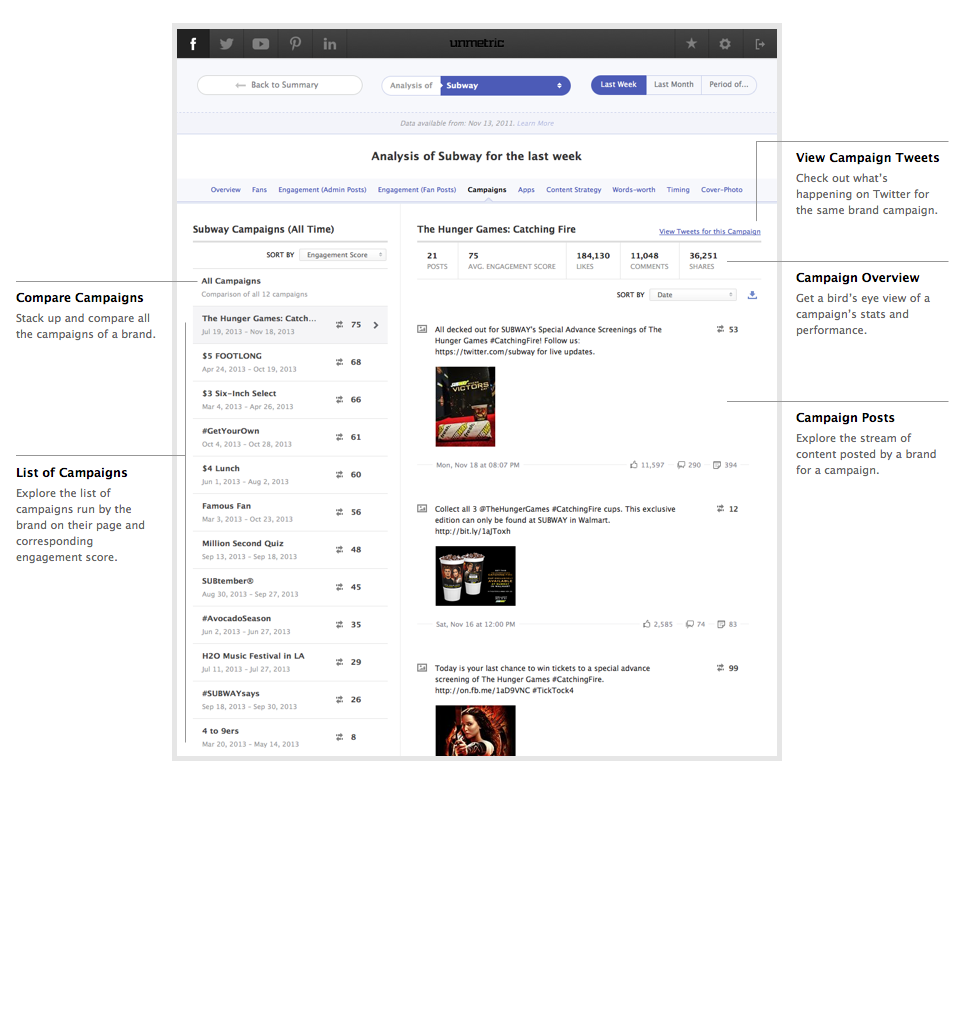 unmetric
Back to Summary
Analysis of
Subway
Last Week
Last Month
Period of...
Data available from: Nov 13, 2011. Learn More
Analysis of Subway for the last week
Overview
Fans
Engagement (Admin Posts)
Engagement (Fan Posts)
Campaigns
Apps
Content Strategy
Words-worth
Timing
Cover-Photo
Subway Campaigns (All Time)
SORT BY
Engagement Score
All Campaigns
Comparison of all 12 campaigns
The Hunger Games: Catch...
Jul 19, 2013 - Nov 18, 2013
75
$5 FOOTLONG
Apr 24, 2013 - Oct 19, 2013
68
$3 Six-Inch Select
Mar 4, 2013 - Apr 26, 2013
66
#GetYourOwn
Oct 4, 2013 - Oct 28, 2013
61
$4 Lunch
Jun 1, 2013 - Aug 2, 2013
60
Famous Fan
Mar 3, 2013 - Oct 23, 2013
56
Million Second Quiz
Sep 13, 2013 - Sep 18, 2013
48
SUBtember®
Aug 30, 2013 - Sep 27, 2013
45
#AvocadoSeason
Jun 2, 2013 - Jun 27, 2013
35
H2O Music Festival in LA
Jul 11, 2013 - Jul 27, 2013
29
#SUBWAYsays
Sep 18, 2013 - Sep 30, 2013
26
4 to 9ers
Mar 20, 2013 - May 14, 2013
8
The Hunger Games: Catching Fire
View Tweets for this Campaign
21
POSTS
75
AVG. ENGAGEMENT SCORE
184,130
LIKES
11,048
COMMENTS
36,251
SHARES
SORT BY
Date
All decked out for SUBWAY's Special Advance Screenings of The
Hunger Games #CatchingFire! Follow us:
https://twitter.com/subway for live updates.
53
SUBWAY
VICTORS
Mon, Nov 18 at 08:07 PM
11,597
290
394
Collect all 3 @TheHungerGames #CatchingFire cups. This exclusive
edition can only be found at SUBWAY in Walmart.
http://bit.ly/1aJToxh
12
Sat, Nov 16 at 12:00 PM
2,585
74
83
Today is your last chance to win tickets to a special advance
screening of The Hunger Games #CatchingFire.
http://on.fb.me/1aD9VNC #TickTock4
99
Compare Campaigns
Stack up and compare all
the campaigns of a brand.
List of Campaigns
Explore the list of
campaigns run by the
brand on their page and
corresponding
engagement score.
View Campaign Tweets
Check out what's
happening on Twitter for
the same brand campaign.
Campaign Overview
Get a bird's eye view of a
campaign's stats and
performance.
Campaign Posts
Explore the stream of
content posted by a brand
for a campaign.